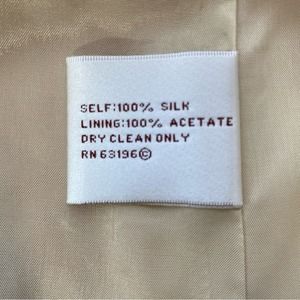 SELF:100% SILK
LINING:100% ACETATE
DRY CLEAN ONLY
RN 63196©